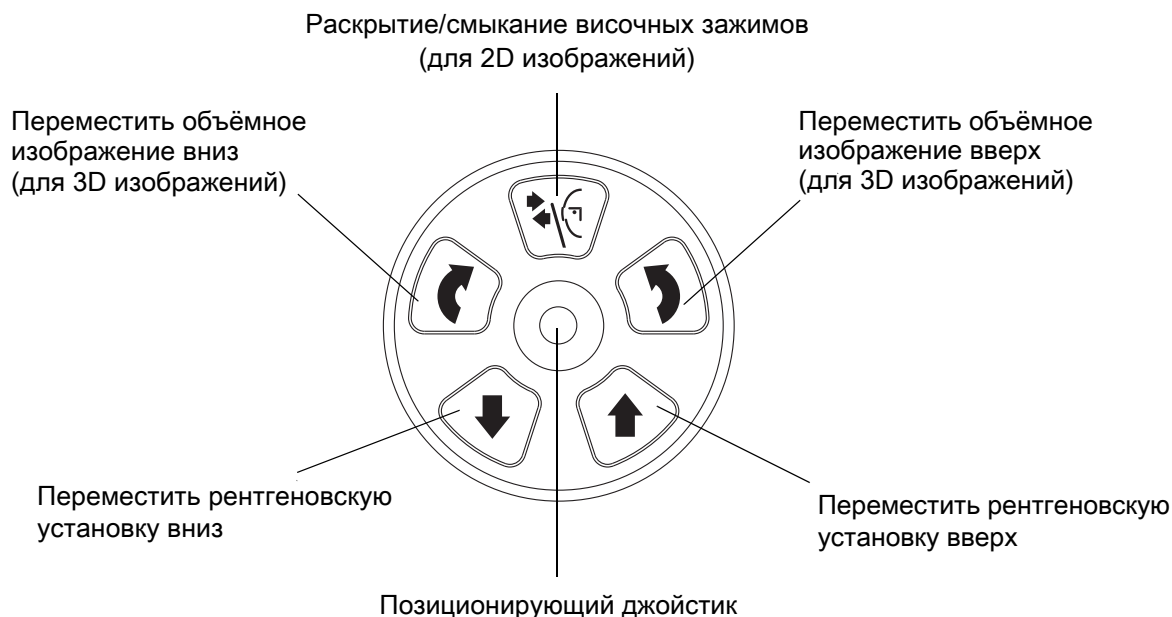 Раскрытие/смыкание височных зажимов
(для 2D изображений)
Переместить объёмное
изображение вниз
(для 3D изображений)
Переместить объёмное
изображение вверх
(для 3D изображений)
Переместить рентгеновскую
установку вниз
Переместить рентгеновскую
установку вверх
Позиционирующий джойстик